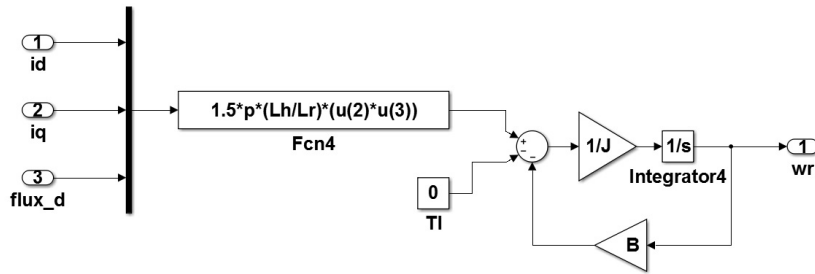 1
id
2
iq
3
flux_d
1.5*p*(Lh/Lr)*(u(2)*u(3))
Fcn4
0
Tl
+
−
−
1/J
1/s
Integrator4
1
wr
B